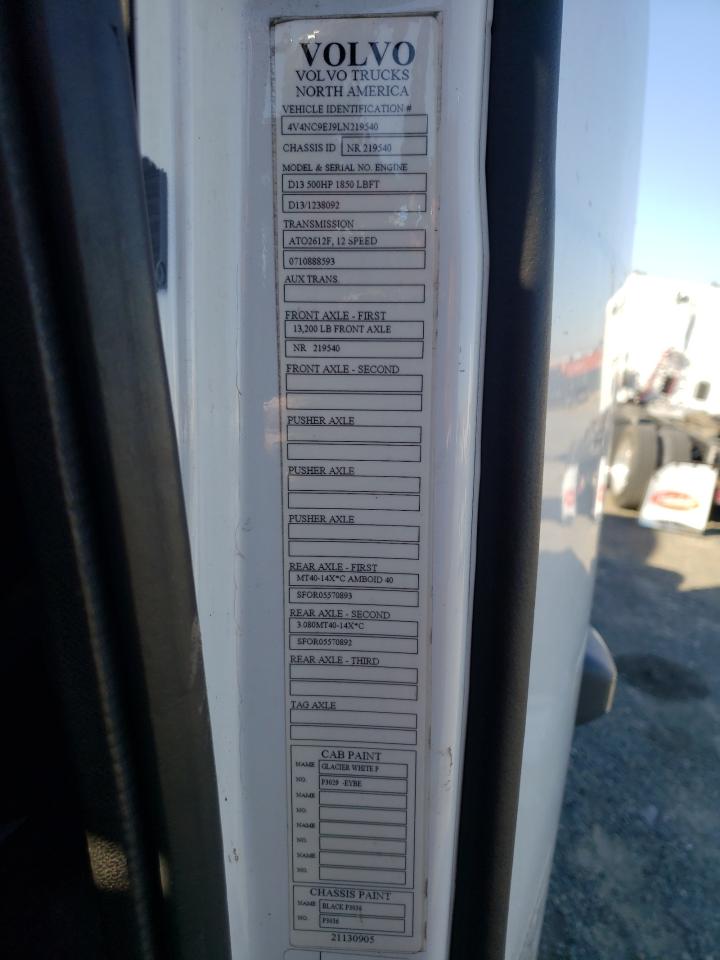 VOLVO
VOLVO TRUCKS
NORTH AMERICA
VEHICLE IDENTIFICATION #
4V4NC9EJ9LN219540
CHASSIS ID NR 219540
MODEL & SERIAL NO. ENGINE
D13 500HP 1850 LBFT
D13/1238092
TRANSMISSION
ATO2612F, 12 SPEED
0710888593
AUX TRANS.
FRONT AXLE - FIRST
13,200 LB FRONT AXLE
NR 219540
FRONT AXLE - SECOND
PUSHER AXLE
PUSHER AXLE
PUSHER AXLE
REAR AXLE - FIRST
MT40-14X*C AMBOID 40
SFOR05570893
REAR AXLE - SECOND
3.080MT40-14X*C
SFOR05570892
REAR AXLE - THIRD
TAG AXLE
CAB PAINT
NAME GLACIER WHITE P
NO. P3029 -EYBE
NAME
NO.
NAME
NO.
NAME
NO.
CHASSIS PAINT
NAME BLACK P3036
NO. P3036
21130905